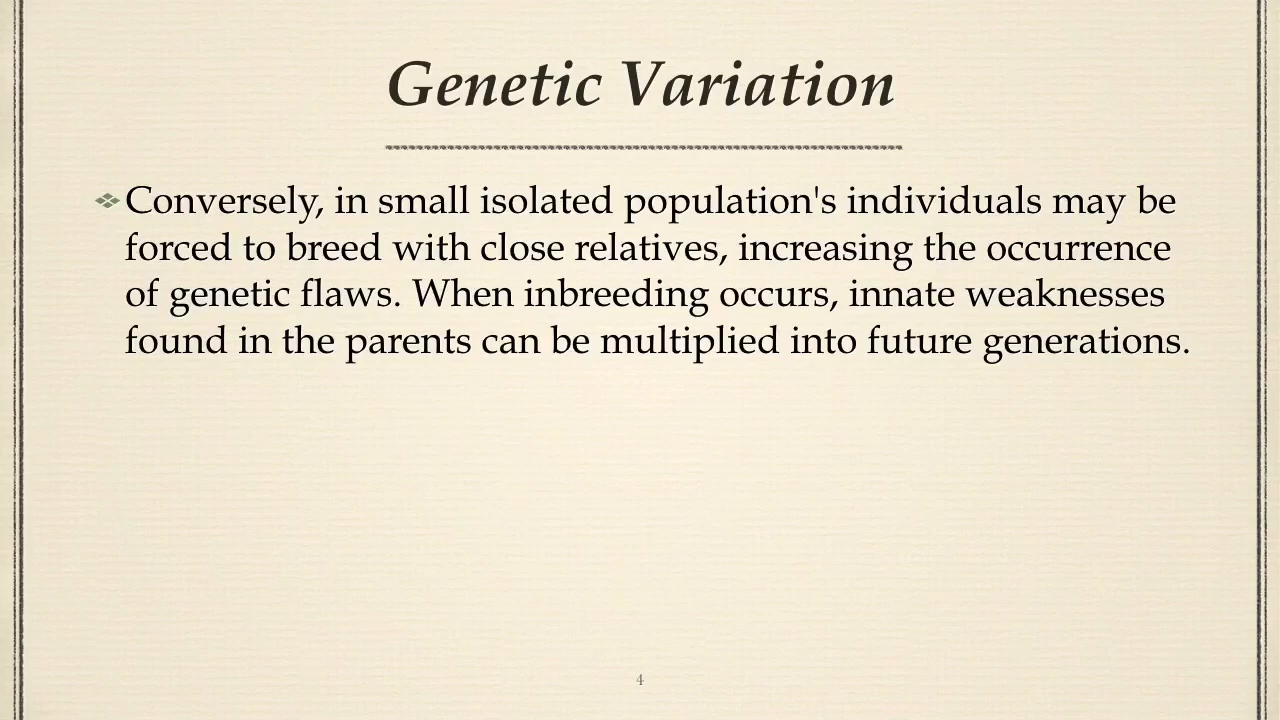 Genetic Variation
Conversely, in small isolated population's individuals may be
forced to breed with close relatives, increasing the occurrence
of genetic flaws. When inbreeding occurs, innate weaknesses
found in the parents can be multiplied into future generations.
4